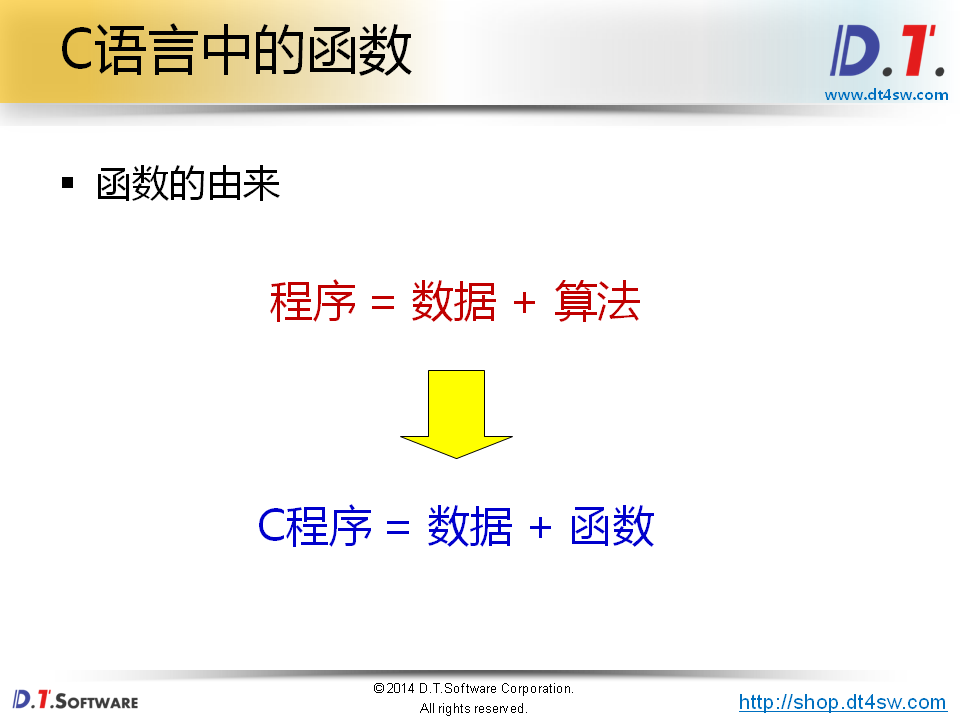 C语言中的函数
D.T.
www.dt4sw.com
▪ 函数的由来
程序 = 数据 + 算法
C程序 = 数据 + 函数
D.T.SOFTWARE
©2014 D.T.Software Corporation.
All rights reserved.
http://shop.dt4sw.com